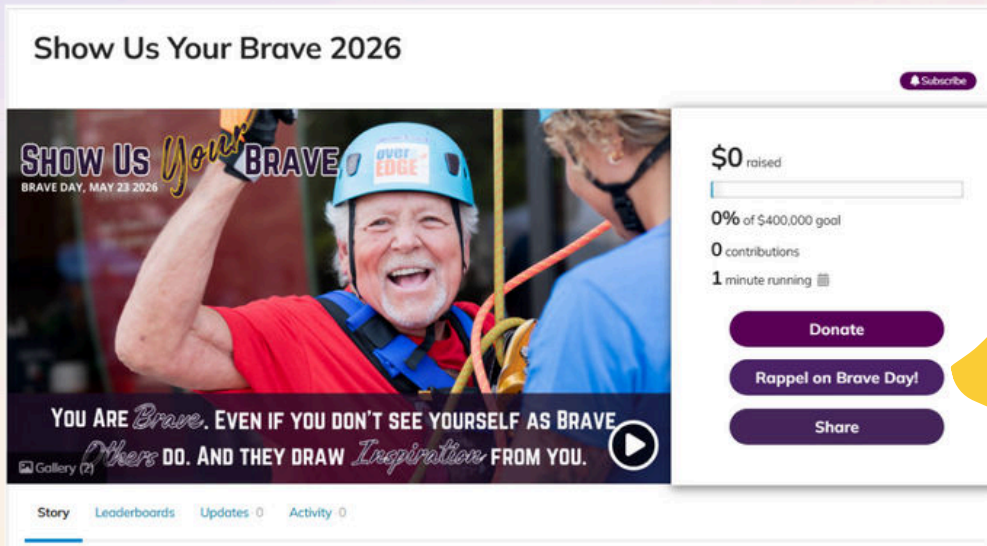 Show Us Your Brave 2026
Subscribe
SHOW US Your BRAVE
BRAVE DAY, MAY 23 2026
over
EDGE
YOU ARE Brave. EVEN IF YOU DON'T SEE YOURSELF AS BRAVE
Others DO. AND THEY DRAW Inspiration FROM YOU.
Gallery (2)
$0 raised
0% of $400,000 goal
0 contributions
1 minute running
Donate
Rappel on Brave Day!
Share
Story Leaderboards Updates 0 Activity 0